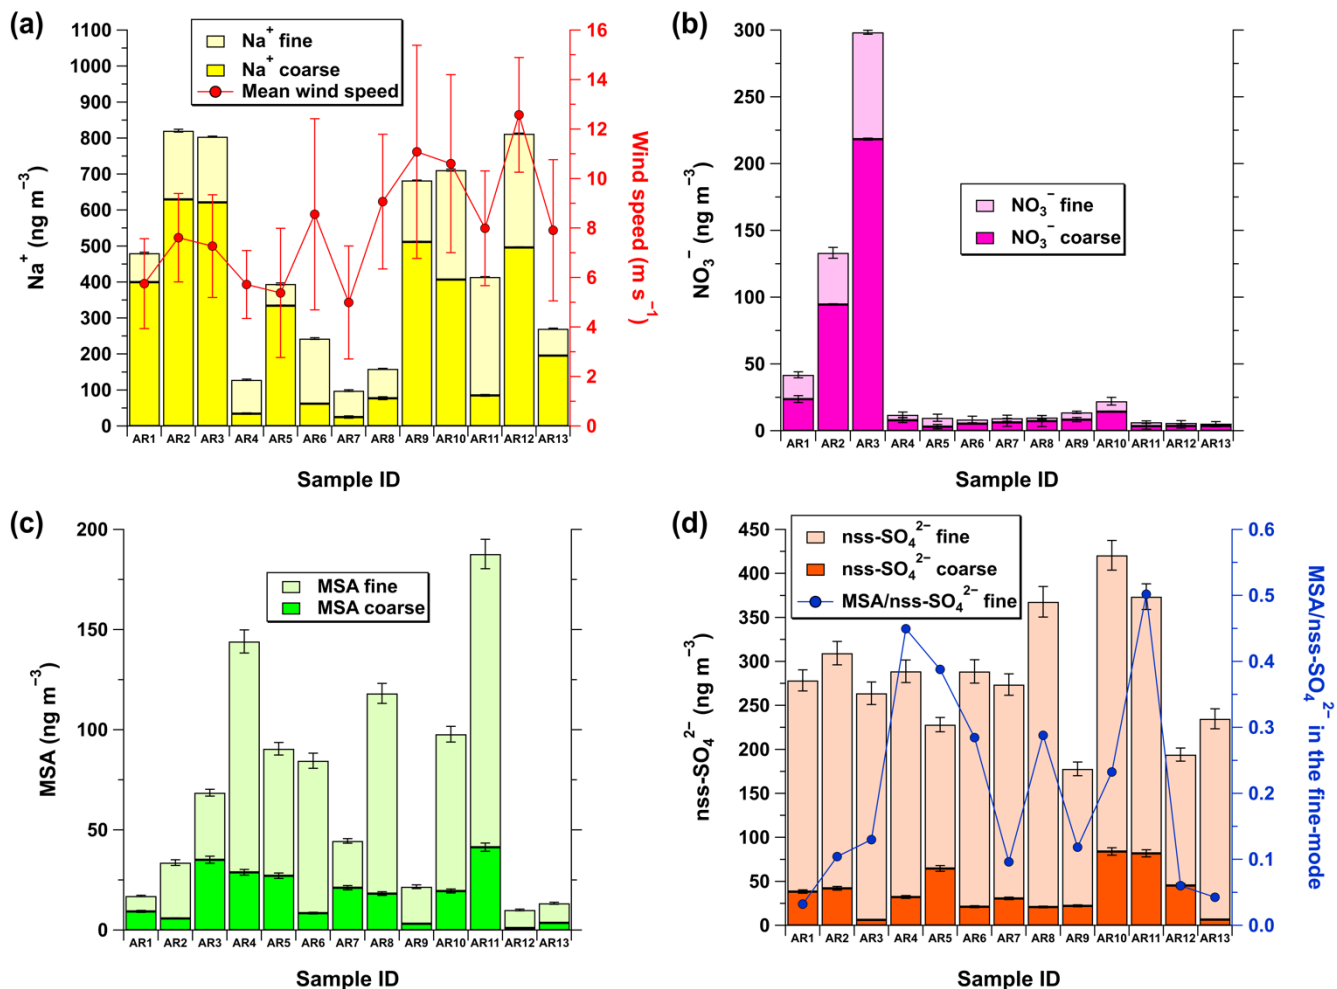 (a)
1100
1000
900
800
700
600
500
400
300
200
100
0
Na⁺ (ng m⁻³)
Na⁺ fine
Na⁺ coarse
Mean wind speed
16
14
12
10
8
6
4
2
0
Wind speed (m s⁻¹)
AR1 AR2 AR3 AR4 AR5 AR6 AR7 AR8 AR9 AR10 AR11 AR12 AR13
Sample ID
(b)
300
250
200
150
100
50
0
NO₃⁻ (ng m⁻³)
NO₃⁻ fine
NO₃⁻ coarse
AR1 AR2 AR3 AR4 AR5 AR6 AR7 AR8 AR9 AR10 AR11 AR12 AR13
Sample ID
(c)
200
150
100
50
0
MSA (ng m⁻³)
MSA fine
MSA coarse
AR1 AR2 AR3 AR4 AR5 AR6 AR7 AR8 AR9 AR10 AR11 AR12 AR13
Sample ID
(d)
450
400
350
300
250
200
150
100
50
0
nss-SO₄²⁻ (ng m⁻³)
nss-SO₄²⁻ fine
nss-SO₄²⁻ coarse
MSA/nss-SO₄²⁻ fine
0.6
0.5
0.4
0.3
0.2
0.1
0.0
MSA/nss-SO₄²⁻
in the fine-mode
AR1 AR2 AR3 AR4 AR5 AR6 AR7 AR8 AR9 AR10 AR11 AR12 AR13
Sample ID